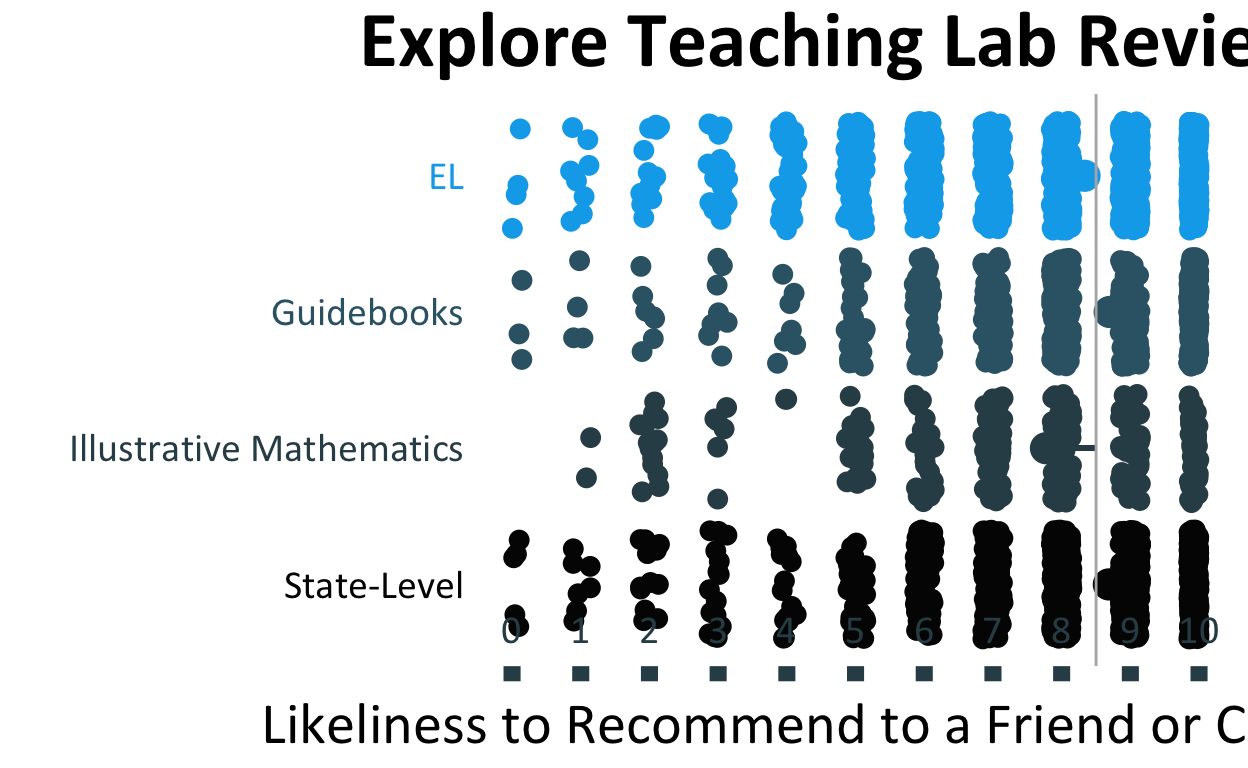 Explore Teaching Lab Revie
EL
Guidebooks
Illustrative Mathematics
State-Level
0 1 2 3 4 5 6 7 8 9 10
Likeliness to Recommend to a Friend or C